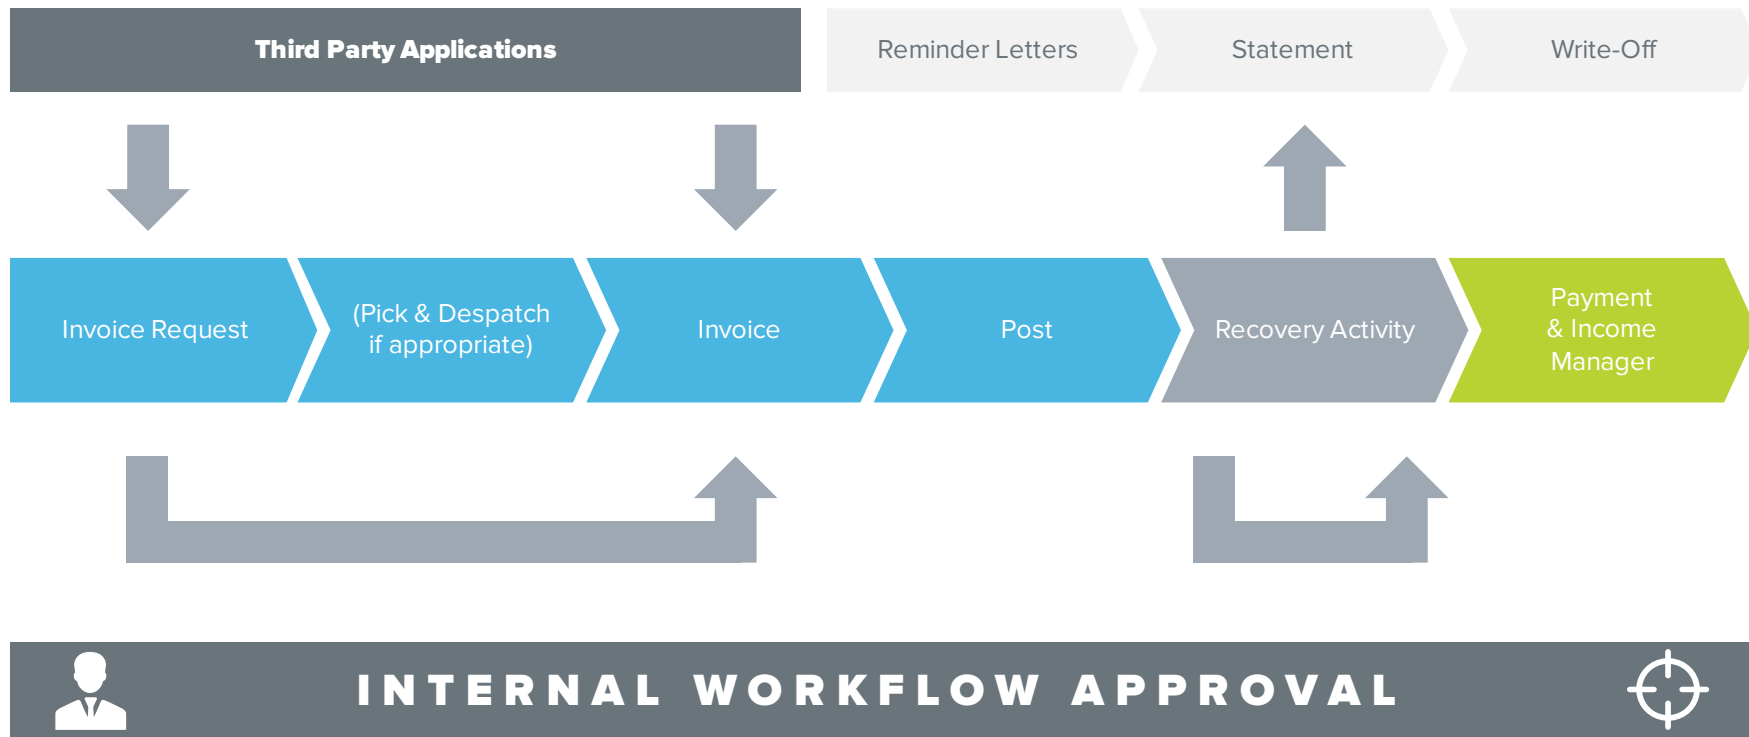 Third Party Applications
Reminder Letters
Statement
Write-Off
Invoice Request
(Pick & Despatch
if appropriate)
Invoice
Post
Recovery Activity
Payment
& Income
Manager
INTERNAL WORKFLOW APPROVAL